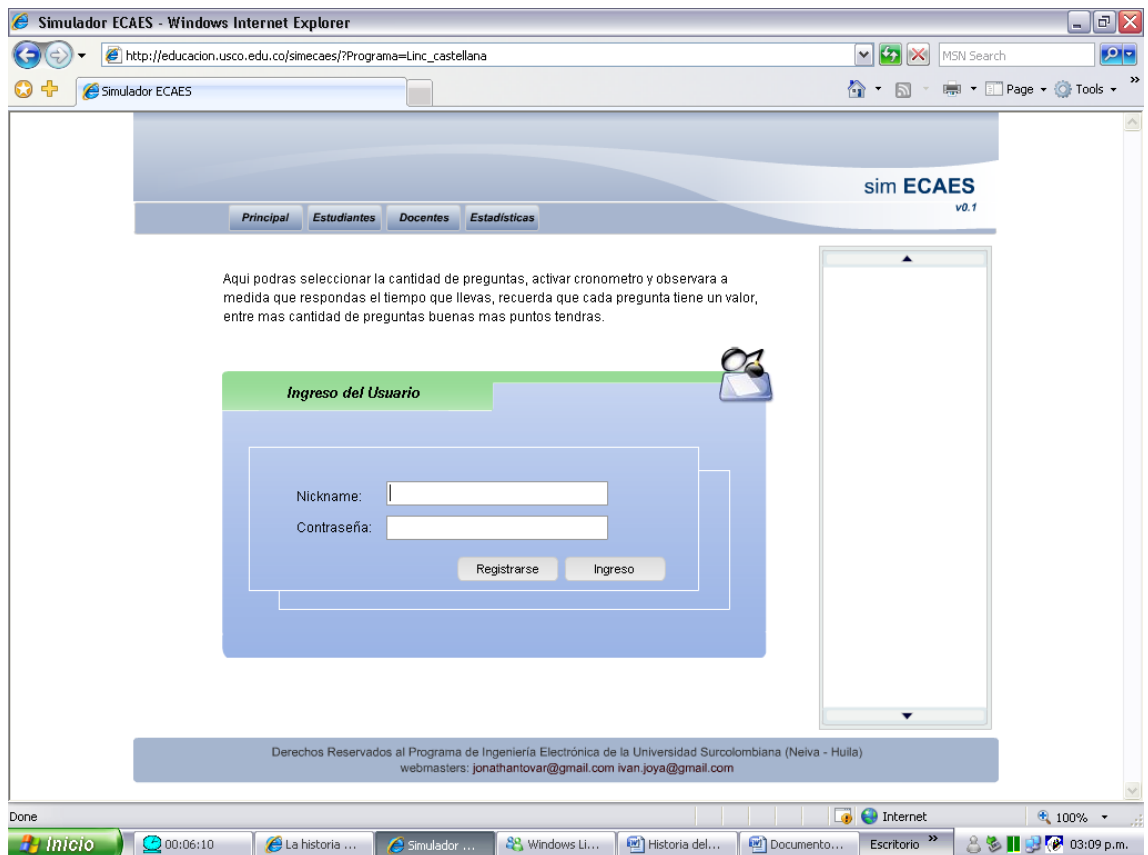 Simulador ECAES - Windows Internet Explorer
http://educacion.usco.edu.co/simecaes/?Programa=Linc_castellana
MSN Search
Simulador ECAES
Page
Tools
sim ECAES
v0.1
Principal Estudiantes Docentes Estadísticas
Aqui podras seleccionar la cantidad de preguntas, activar cronometro y observara a
medida que respondas el tiempo que llevas, recuerda que cada pregunta tiene un valor,
entre mas cantidad de preguntas buenas mas puntos tendras.
Ingreso del Usuario
Nickname:
Contraseña:
Registrarse Ingreso
Derechos Reservados al Programa de Ingeniería Electrónica de la Universidad Surcolombiana (Neiva - Huila)
webmasters: jonathantovar@gmail.com ivan.joya@gmail.com
Done Internet 100%
Inicio 00:06:10 La historia ... Simulador ... Windows Li... Historia del... Documento... Escritorio » 03:09 p.m.